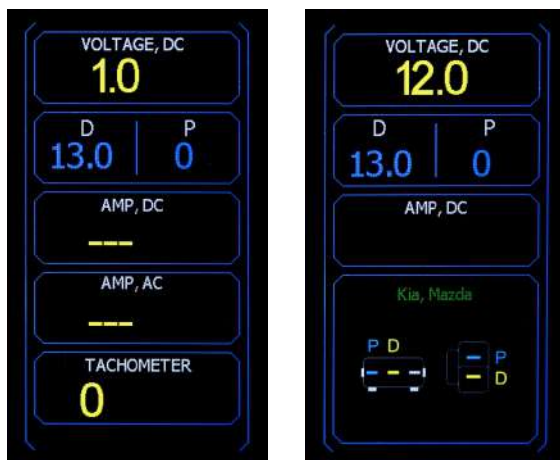 VOLTAGE, DC
1.0
D P
13.0 0
AMP, DC
---
AMP, AC
---
TACHOMETER
0
VOLTAGE, DC
12.0
D P
13.0 0
AMP, DC
Kia, Mazda
P D
P
D